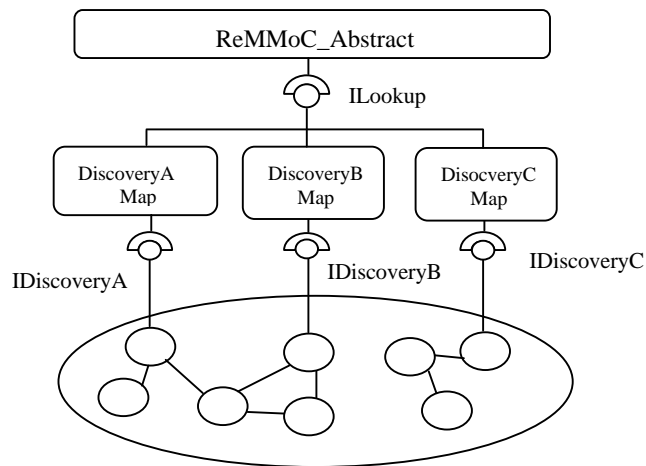 ReMMoC_Abstract
ILookup
DiscoveryA
Map
DiscoveryB
Map
DisocveryC
Map
IDiscoveryA
IDiscoveryB
IDiscoveryC